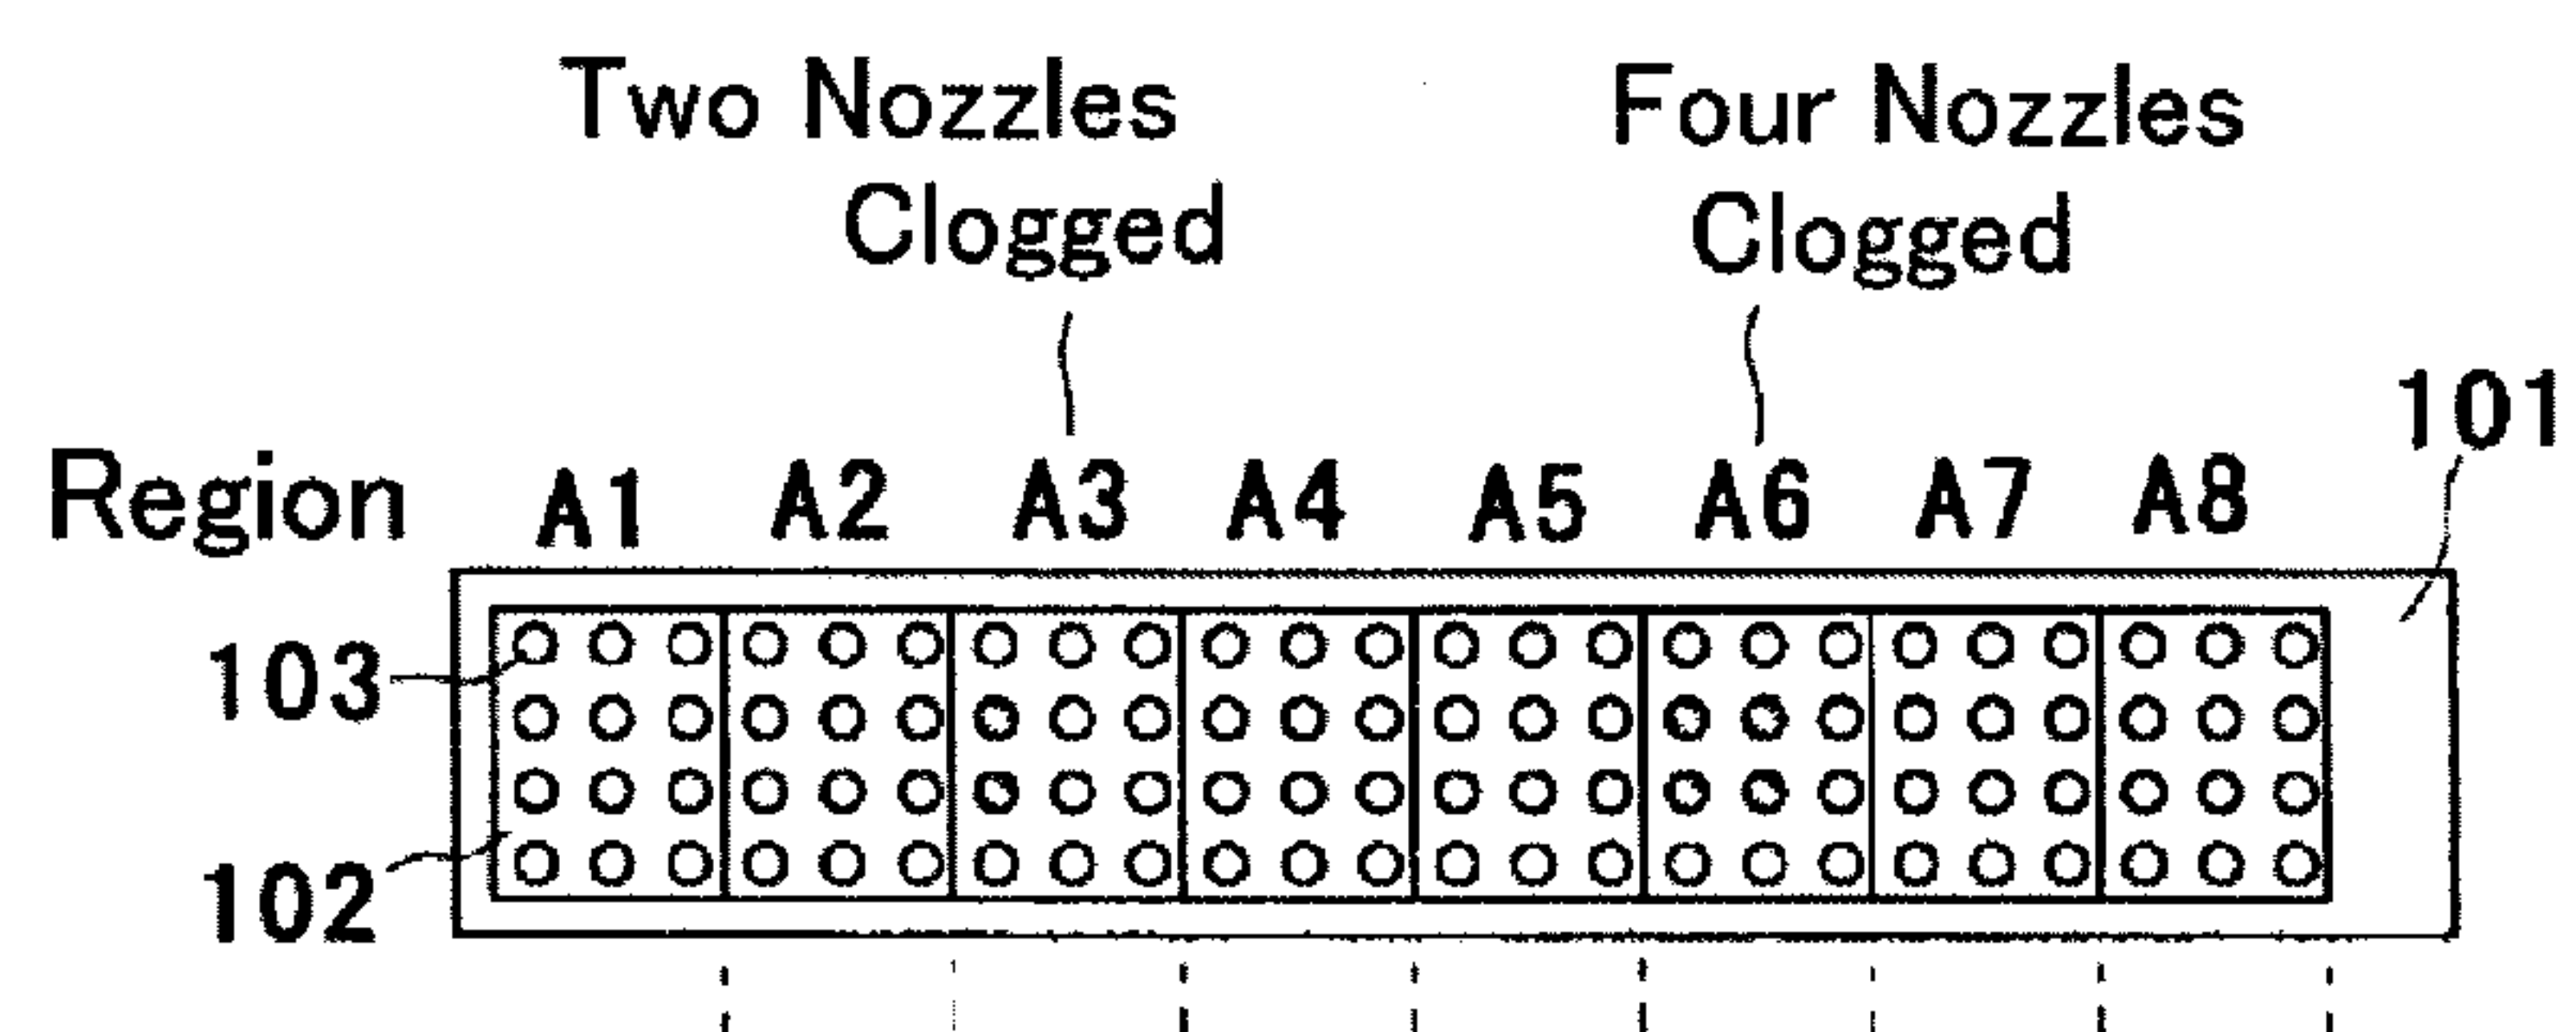 Two Nozzles Clogged
Four Nozzles Clogged
101
Region A1 A2 A3 A4 A5 A6 A7 A8
103
102